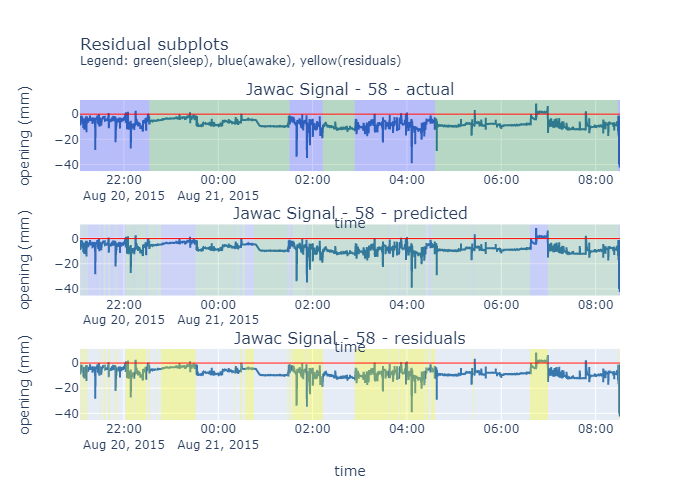 Residual subplots
Legend: green(sleep), blue(awake), yellow(residuals)
Jawac Signal - 58 - actual
opening (mm)
0
−20
−40
22:00 00:00 02:00 04:00 06:00 08:00
Aug 20, 2015 Aug 21, 2015
time
Jawac Signal - 58 - predicted
opening (mm)
0
−20
−40
22:00 00:00 02:00 04:00 06:00 08:00
Aug 20, 2015 Aug 21, 2015
time
Jawac Signal - 58 - residuals
opening (mm)
0
−20
−40
22:00 00:00 02:00 04:00 06:00 08:00
Aug 20, 2015 Aug 21, 2015
time